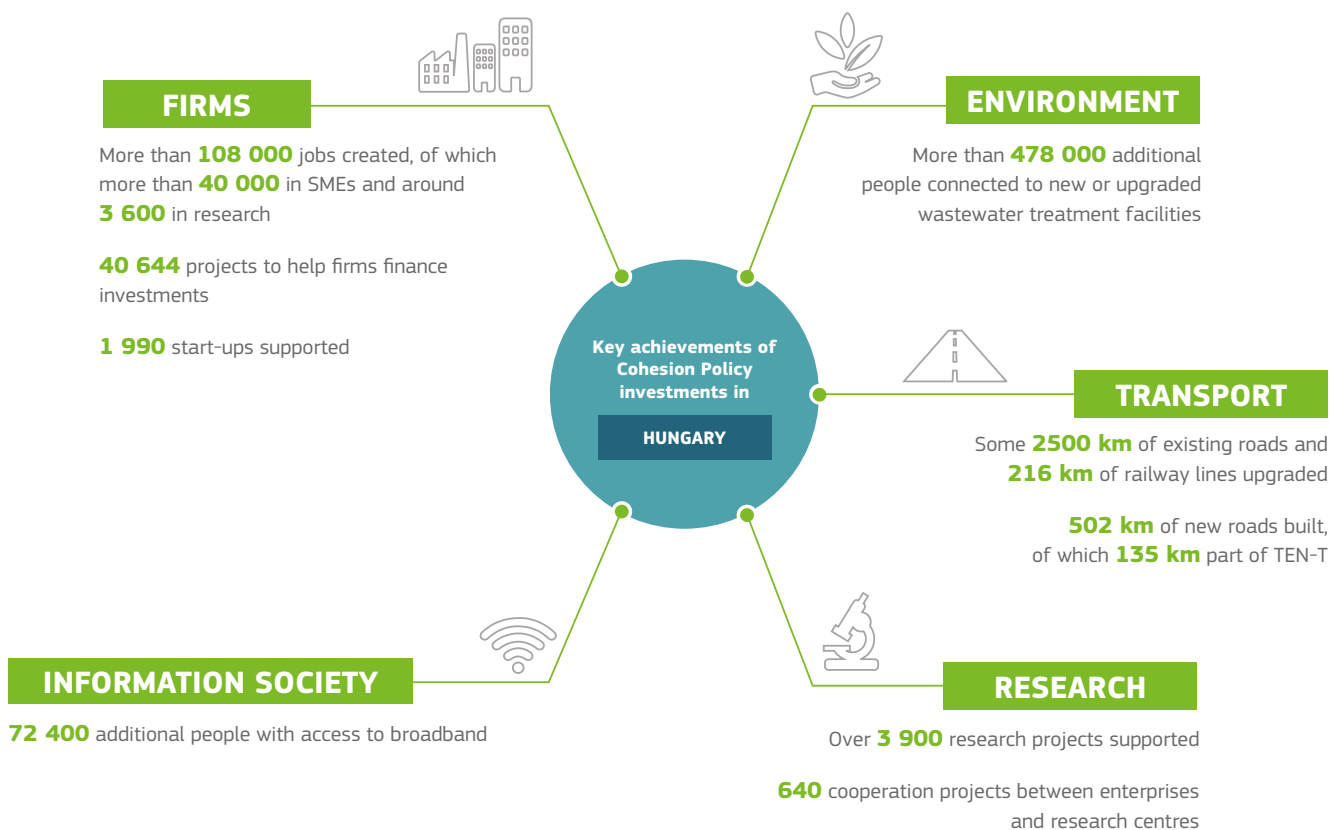 FIRMS
More than 108 000 jobs created, of which
more than 40 000 in SMEs and around
3 600 in research
40 644 projects to help firms finance
investments
1 990 start-ups supported
ENVIRONMENT
More than 478 000 additional
people connected to new or upgraded
wastewater treatment facilities
Key achievements of
Cohesion Policy
investments in
HUNGARY
TRANSPORT
Some 2500 km of existing roads and
216 km of railway lines upgraded
502 km of new roads built,
of which 135 km part of TEN-T
INFORMATION SOCIETY
72 400 additional people with access to broadband
RESEARCH
Over 3 900 research projects supported
640 cooperation projects between enterprises
and research centres